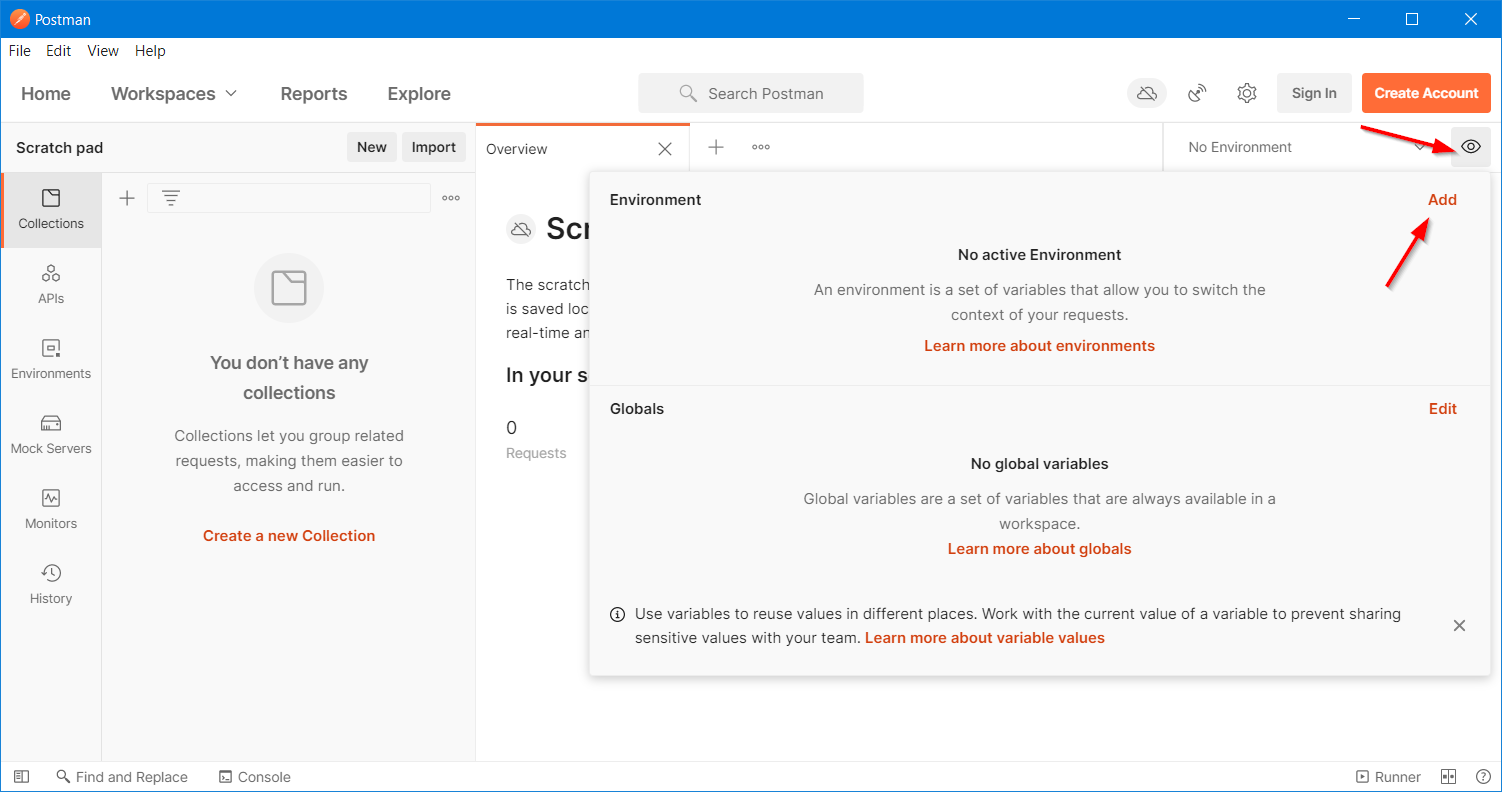 Postman
File Edit View Help
Home Workspaces Reports Explore Search Postman Sign In Create Account
Scratch pad New Import
Overview
No Environment
Collections
APIs
Environments
Mock Servers
Monitors
History
You don’t have any
collections
Collections let you group related
requests, making them easier to
access and run.
Create a new Collection
Scr
The scratch
is saved loc
real-time an
In your s
0
Requests
Environment Add
No active Environment
An environment is a set of variables that allow you to switch the
context of your requests.
Learn more about environments
Globals Edit
No global variables
Global variables are a set of variables that are always available in a
workspace.
Learn more about globals
Use variables to reuse values in different places. Work with the current value of a variable to prevent sharing
sensitive values with your team. Learn more about variable values
Find and Replace Console Runner